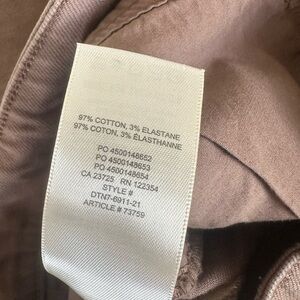 97% COTTON, 3% ELASTANE
97% COTON, 3% ÉLASTHANNE
PO 4500148652
PO 4500148653
PO 4500148654
CA 23725 RN 122354
STYLE #
DTN7-6911-21
ARTICLE # 73759